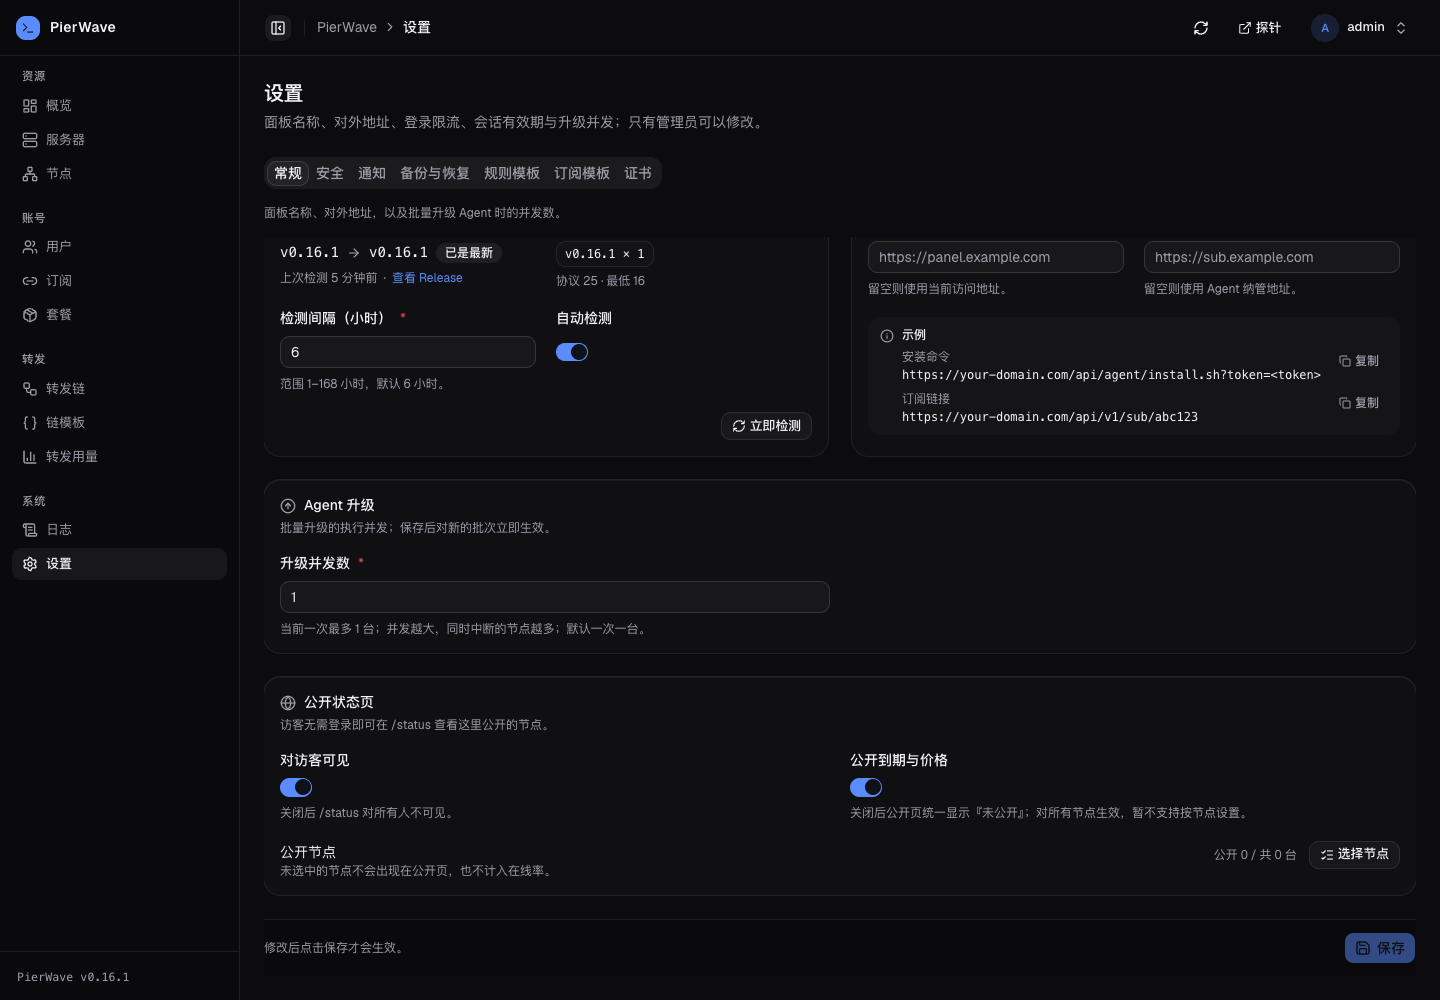 PierWave
PierWave
设置
探针
A
admin
资源
概览
服务器
节点
账号
用户
订阅
套餐
转发
转发链
链模板
转发用量
系统
日志
设置
PierWave v0.16.1
设置
面板名称、对外地址、登录限流、会话有效期与升级并发；只有管理员可以修改。
常规
安全
通知
备份与恢复
规则模板
订阅模板
证书
面板名称、对外地址，以及批量升级 Agent 时的并发数。
v0.16.1 → v0.16.1 已是最新
上次检测 5 分钟前 · 查看 Release
v0.16.1 × 1
协议 25 · 最低 16
检测间隔（小时） *
6
范围 1–168 小时，默认 6 小时。
自动检测
立即检测
https://panel.example.com
留空则使用当前访问地址。
https://sub.example.com
留空则使用 Agent 纳管地址。
示例
安装命令
https://your-domain.com/api/agent/install.sh?token=<token>
复制
订阅链接
https://your-domain.com/api/v1/sub/abc123
复制
Agent 升级
批量升级的执行并发；保存后对新的批次立即生效。
升级并发数 *
1
当前一次最多 1 台；并发越大，同时中断的节点越多；默认一次一台。
公开状态页
访客无需登录即可在 /status 查看这里公开的节点。
对访客可见
关闭后 /status 对所有人不可见。
公开到期与价格
关闭后公开页统一显示『未公开』；对所有节点生效，暂不支持按节点设置。
公开节点
未选中的节点不会出现在公开页，也不计入在线率。
公开 0 / 共 0 台
选择节点
修改后点击保存才会生效。
保存